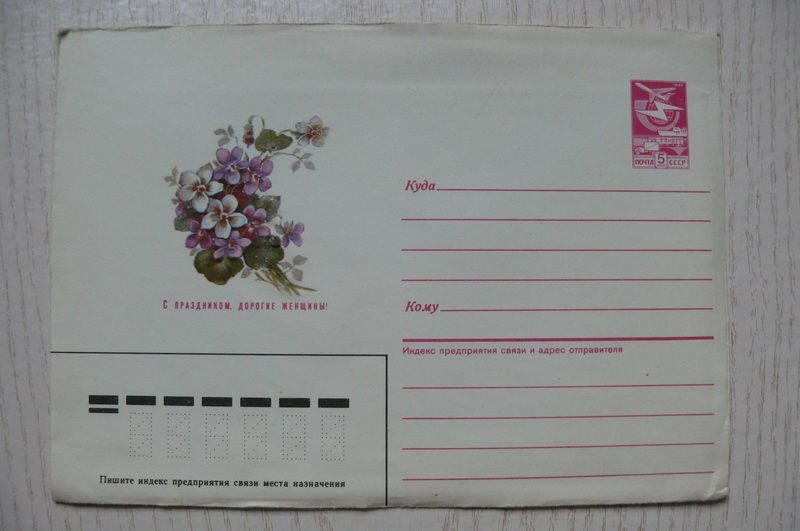 ПОЧТА 5 СССР
Куда
С ПРАЗДНИКОМ, ДОРОГИЕ ЖЕНЩИНЫ!
Кому
Индекс предприятия связи и адрес отправителя
Пишите индекс предприятия связи места назначения